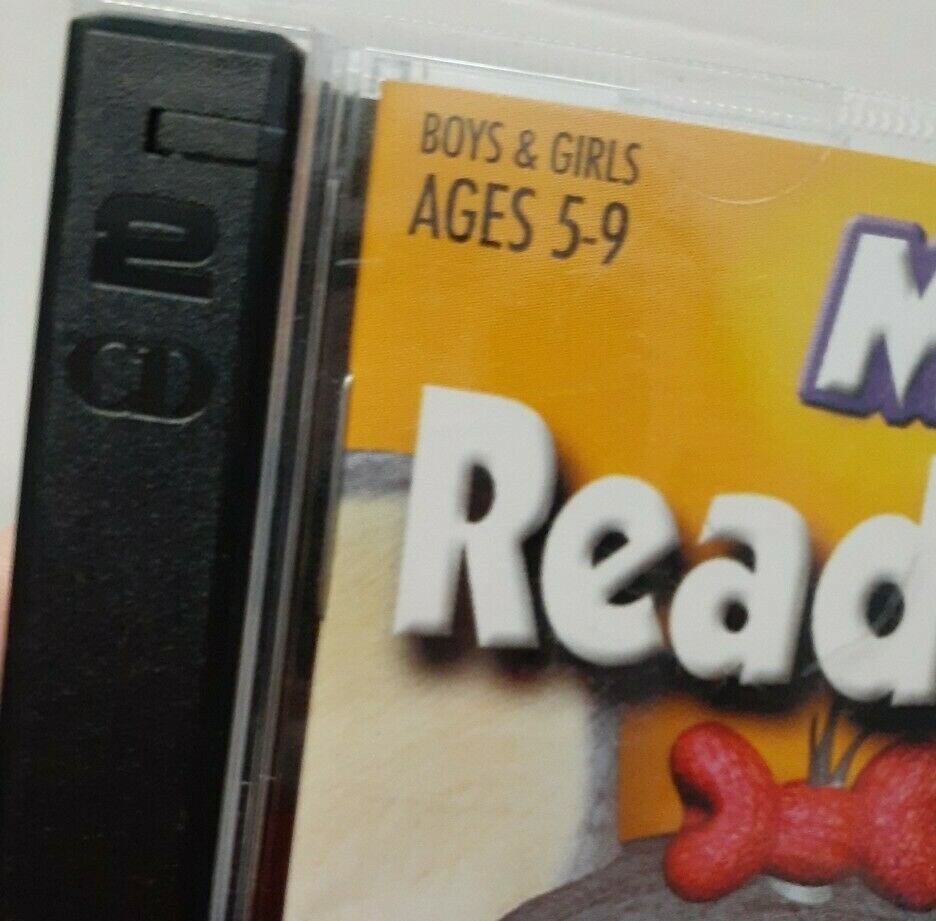 2
CD
BOYS & GIRLS
AGES 5-9
M
Read